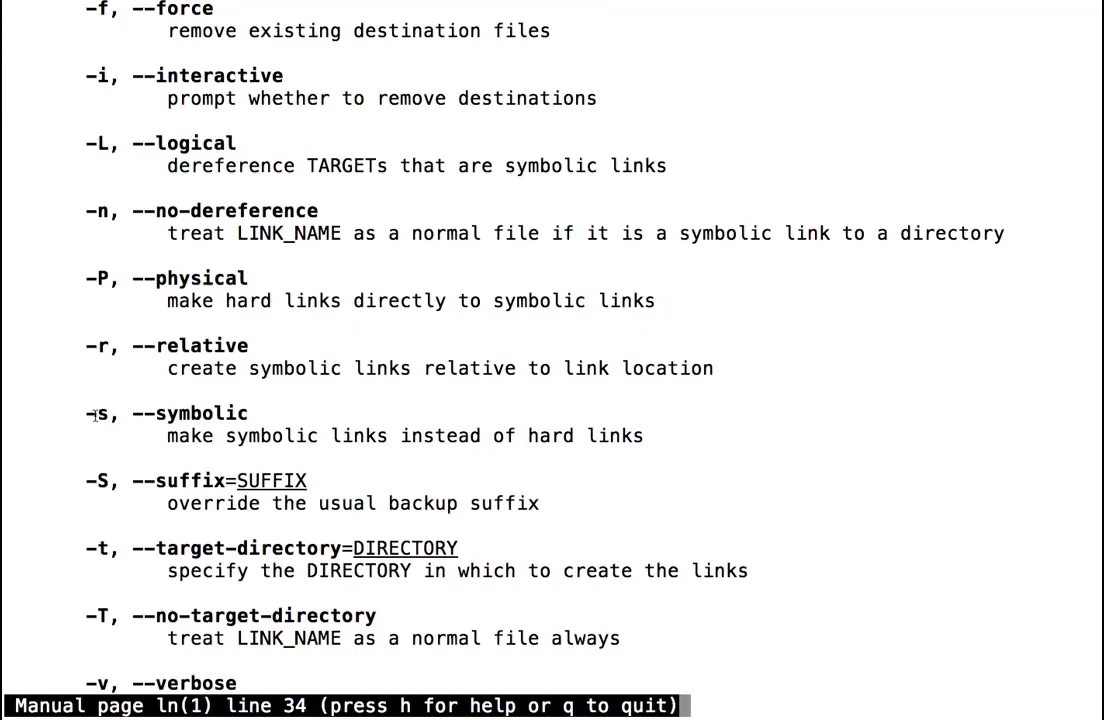 -f, --force
remove existing destination files
-i, --interactive
prompt whether to remove destinations
-L, --logical
dereference TARGETs that are symbolic links
-n, --no-dereference
treat LINK_NAME as a normal file if it is a symbolic link to a directory
-P, --physical
make hard links directly to symbolic links
-r, --relative
create symbolic links relative to link location
-s, --symbolic
make symbolic links instead of hard links
-S, --suffix=SUFFIX
override the usual backup suffix
-t, --target-directory=DIRECTORY
specify the DIRECTORY in which to create the links
-T, --no-target-directory
treat LINK_NAME as a normal file always
-v, --verbose
Manual page ln(1) line 34 (press h for help or q to quit)